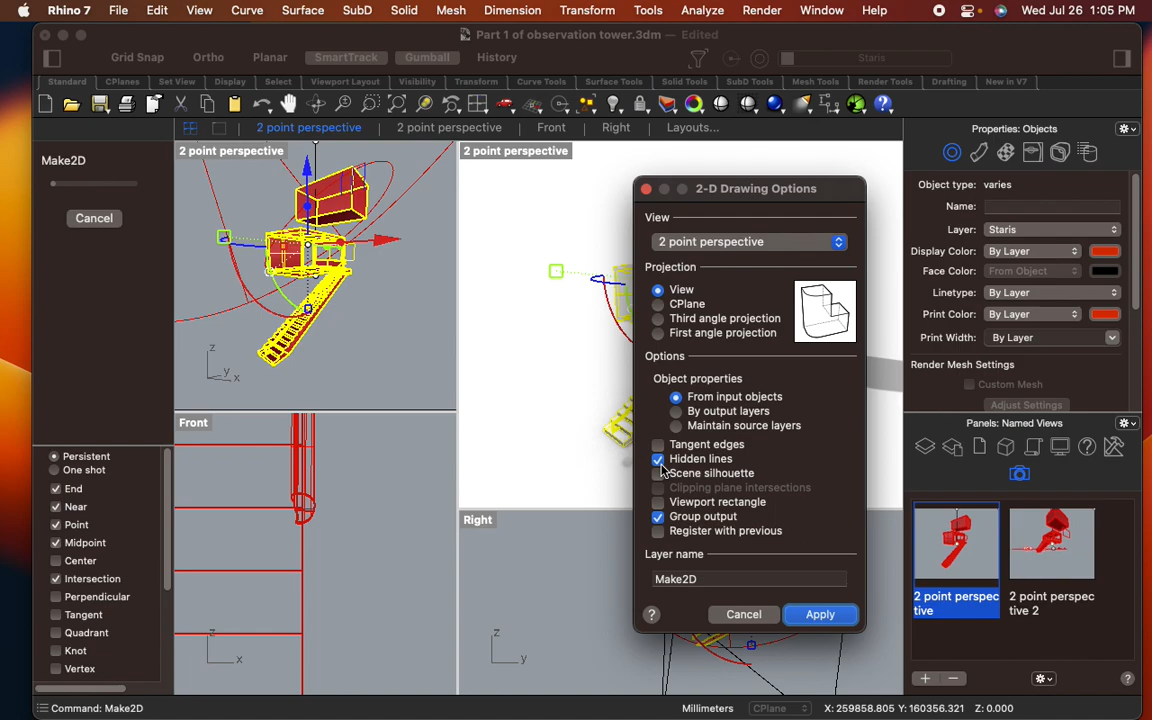 Rhino 7 File Edit View Curve Surface SubD Solid Mesh Dimension Transform Tools Analyze Render Window Help Wed Jul 26 1:05 PM
Part 1 of observation tower.3dm — Edited
Grid Snap Ortho Planar SmartTrack Gumball History Staris
Standard CPlanes Set View Display Select Viewport Layout Visibility Transform Curve Tools Surface Tools Solid Tools SubD Tools Mesh Tools Render Tools Drafting New in V7
2 point perspective 2 point perspective Front Right Layouts...
Make2D
Cancel
Persistent
One shot
End
Near
Point
Midpoint
Center
Intersection
Perpendicular
Tangent
Quadrant
Knot
Vertex
2 point perspective
z
y
x
2 point perspective
Front
z
x
Right
z
y
2-D Drawing Options
View
2 point perspective
Projection
View
CPlane
Third angle projection
First angle projection
Options
Object properties
From input objects
By output layers
Maintain source layers
Tangent edges
Hidden lines
Scene silhouette
Clipping plane intersections
Viewport rectangle
Group output
Register with previous
Layer name
Make2D
? Cancel Apply
Properties: Objects
Object type: varies
Name:
Layer: Staris
Display Color: By Layer
Face Color: From Object
Linetype: By Layer
Print Color: By Layer
Print Width: By Layer
Render Mesh Settings
Custom Mesh
Adjust Settings
Panels: Named Views
2 point perspec
tive
2 point perspec
tive 2
+ − ?
Command: Make2D Millimeters CPlane X:259858.805 Y:160356.321 Z:0.000